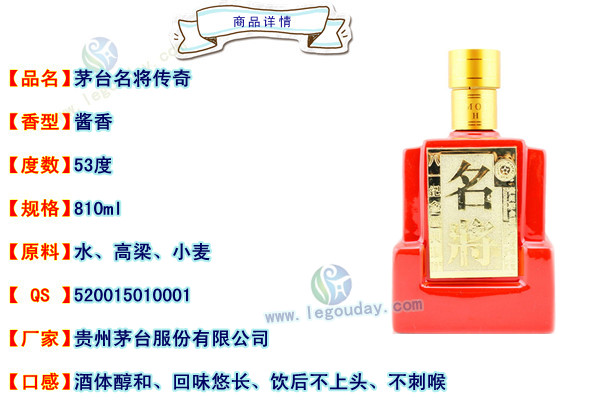 商品详情
【品名】茅台名将传奇
【香型】酱香
【度数】53度
【规格】810ml
【原料】水、高梁、小麦
【 QS 】520015010001
【厂家】贵州茅台服份有限公司
【口感】酒体醇和、回味悠长、饮后不上头、不刺喉
名
将
www.legouday.com